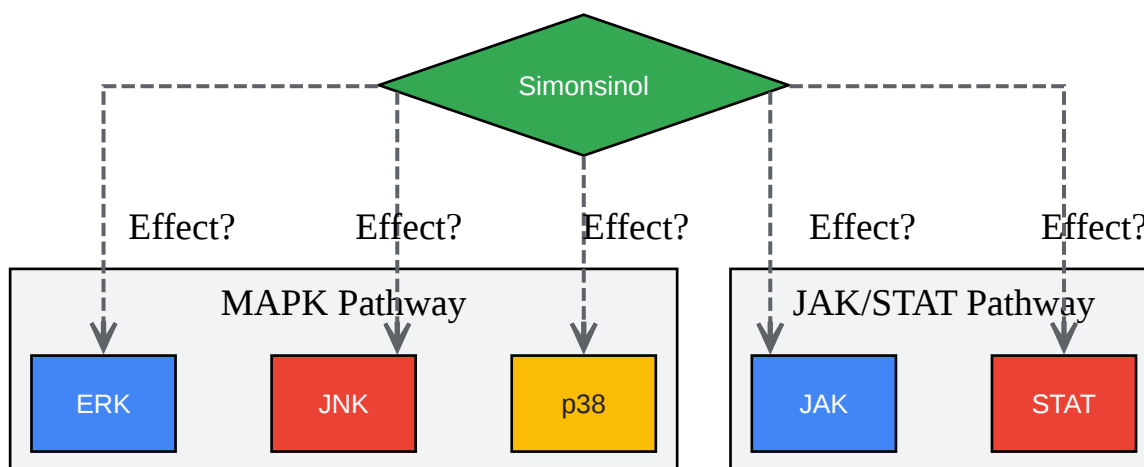 Simonsinol
Effect? Effect? Effect? Effect? Effect?
MAPK Pathway JAK/STAT Pathway
ERK JNK p38 JAK STAT